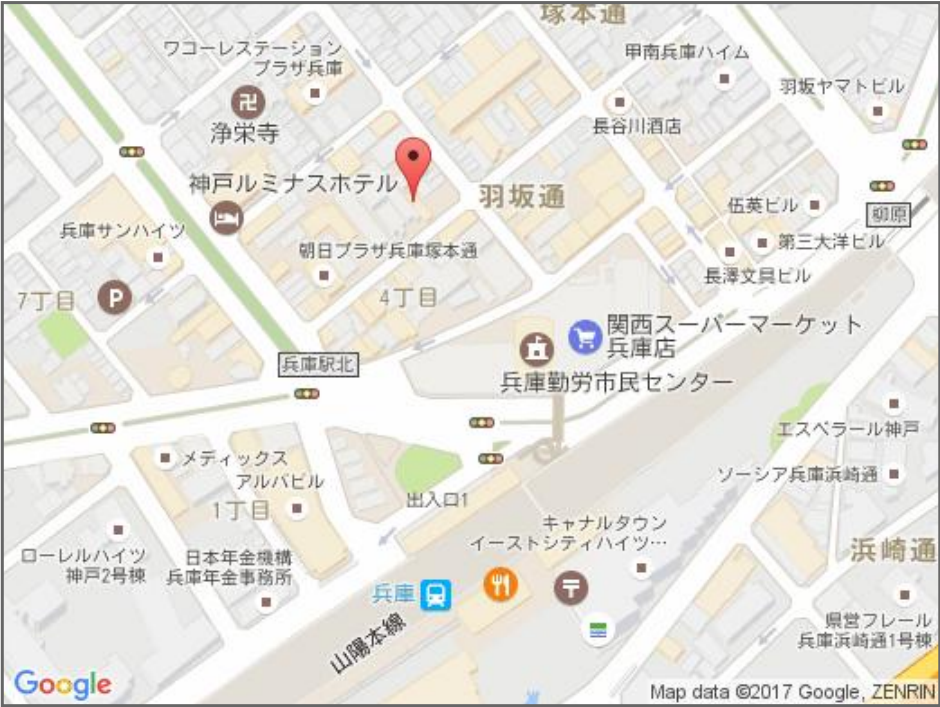 塚本通
ワコーレステーション
プラザ兵庫
甲南兵庫ハイム
羽坂ヤマトビル
卍
浄栄寺
長谷川酒店
神戸ルミナスホテル
羽坂通
伍英ビル
柳原
兵庫サンハイツ
朝日プラザ兵庫塚本通
第三大洋ビル
長澤文具ビル
7丁目
P
4丁目
関西スーパーマーケット
兵庫店
兵庫駅北
兵庫勤労市民センター
エスペラール神戸
メディックス
アルバビル
ソーシア兵庫浜崎通
1丁目
出入口1
キャナルタウン
イーストシティハイツ…
ローレルハイツ
神戸2号棟
日本年金機構
兵庫年金事務所
浜崎通
兵庫
〒
山陽本線
県営フレール
兵庫浜崎通1号棟
Google
Map data ©2017 Google, ZENRIN